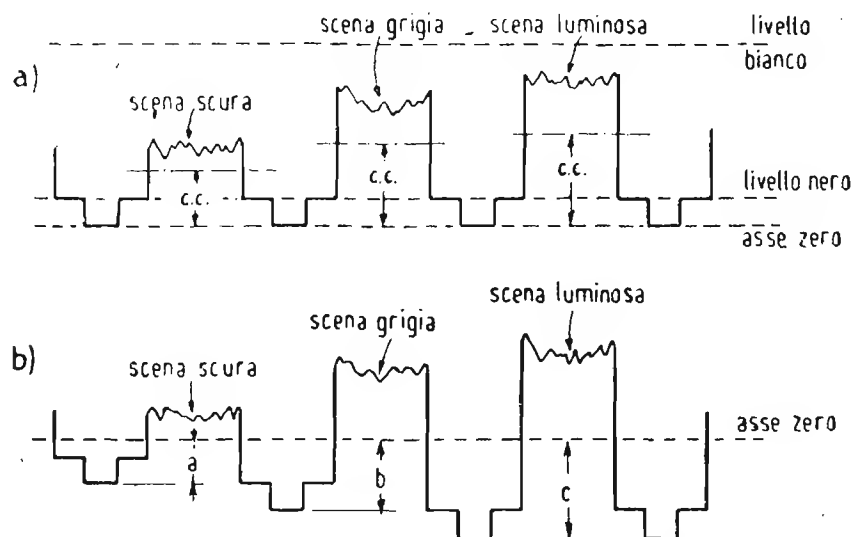 a)
scena grigia
scena luminosa
livello
bianco
scena scura
c.c.
c.c.
c.c.
livello nero
asse zero
b)
scena scura
scena grigia
scena luminosa
asse zero
a
b
c